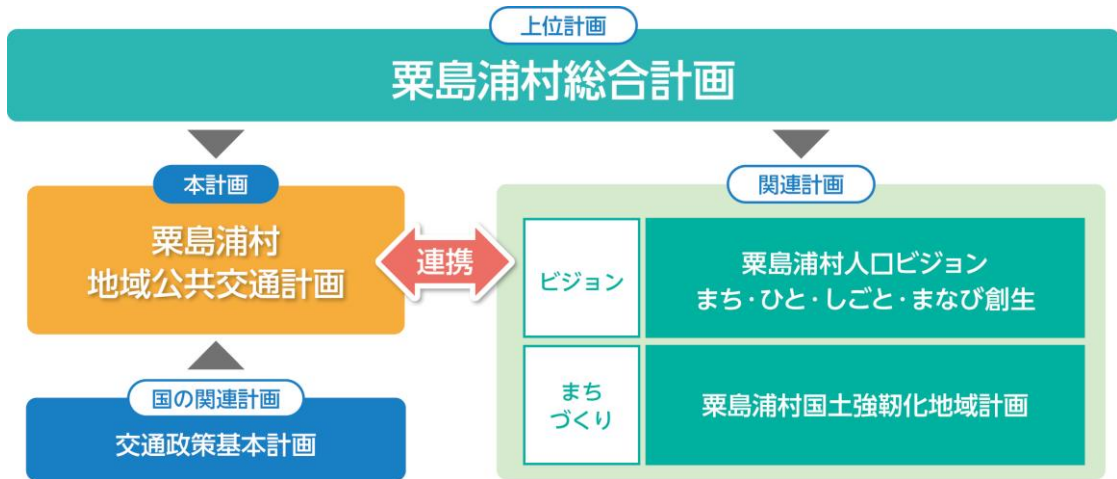 上位計画
粟島浦村総合計画
本計画
粟島浦村
地域公共交通計画
連携
国の関連計画
交通政策基本計画
関連計画
ビジョン
粟島浦村人口ビジョン
まち・ひと・しごと・まなび創生
まち
づくり
粟島浦村国土強靭化地域計画